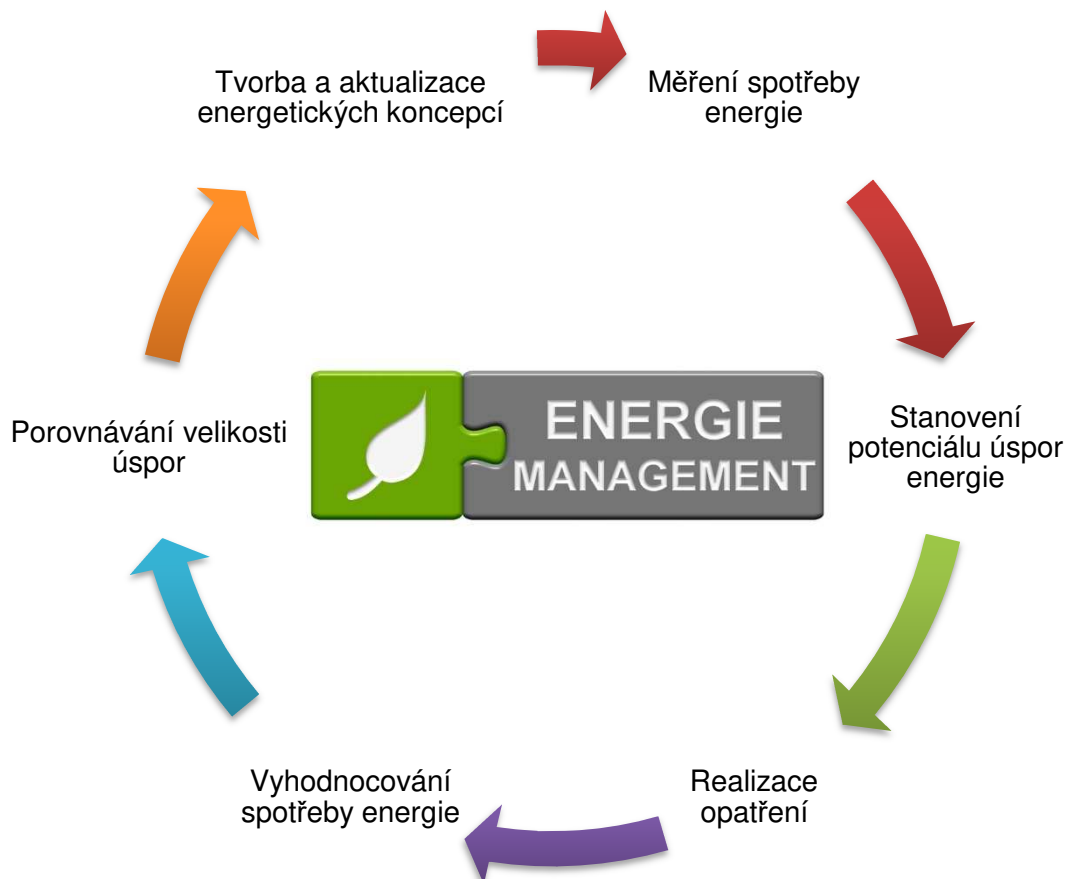 Tvorba a aktualizace
energetických koncepcí
Měření spotřeby
energie
Stanovení
potenciálu úspor
energie
Realizace
opatření
Vyhodnocování
spotřeby energie
Porovnávání velikosti
úspor
ENERGIE
MANAGEMENT